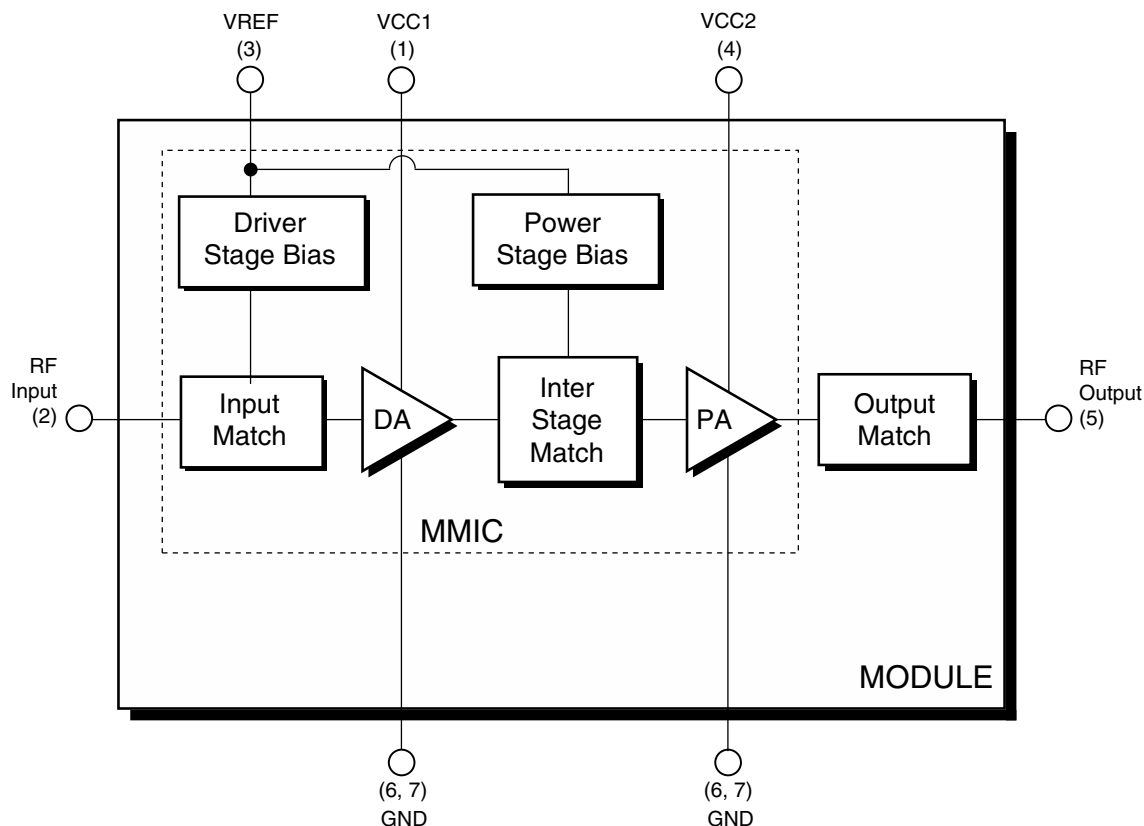 VREF
(3)
VCC1
(1)
VCC2
(4)
Driver
Stage Bias
Power
Stage Bias
RF
Input
(2)
Input
Match
DA
Inter
Stage
Match
PA
Output
Match
RF
Output
(5)
MMIC
MODULE
(6, 7)
GND
(6, 7)
GND